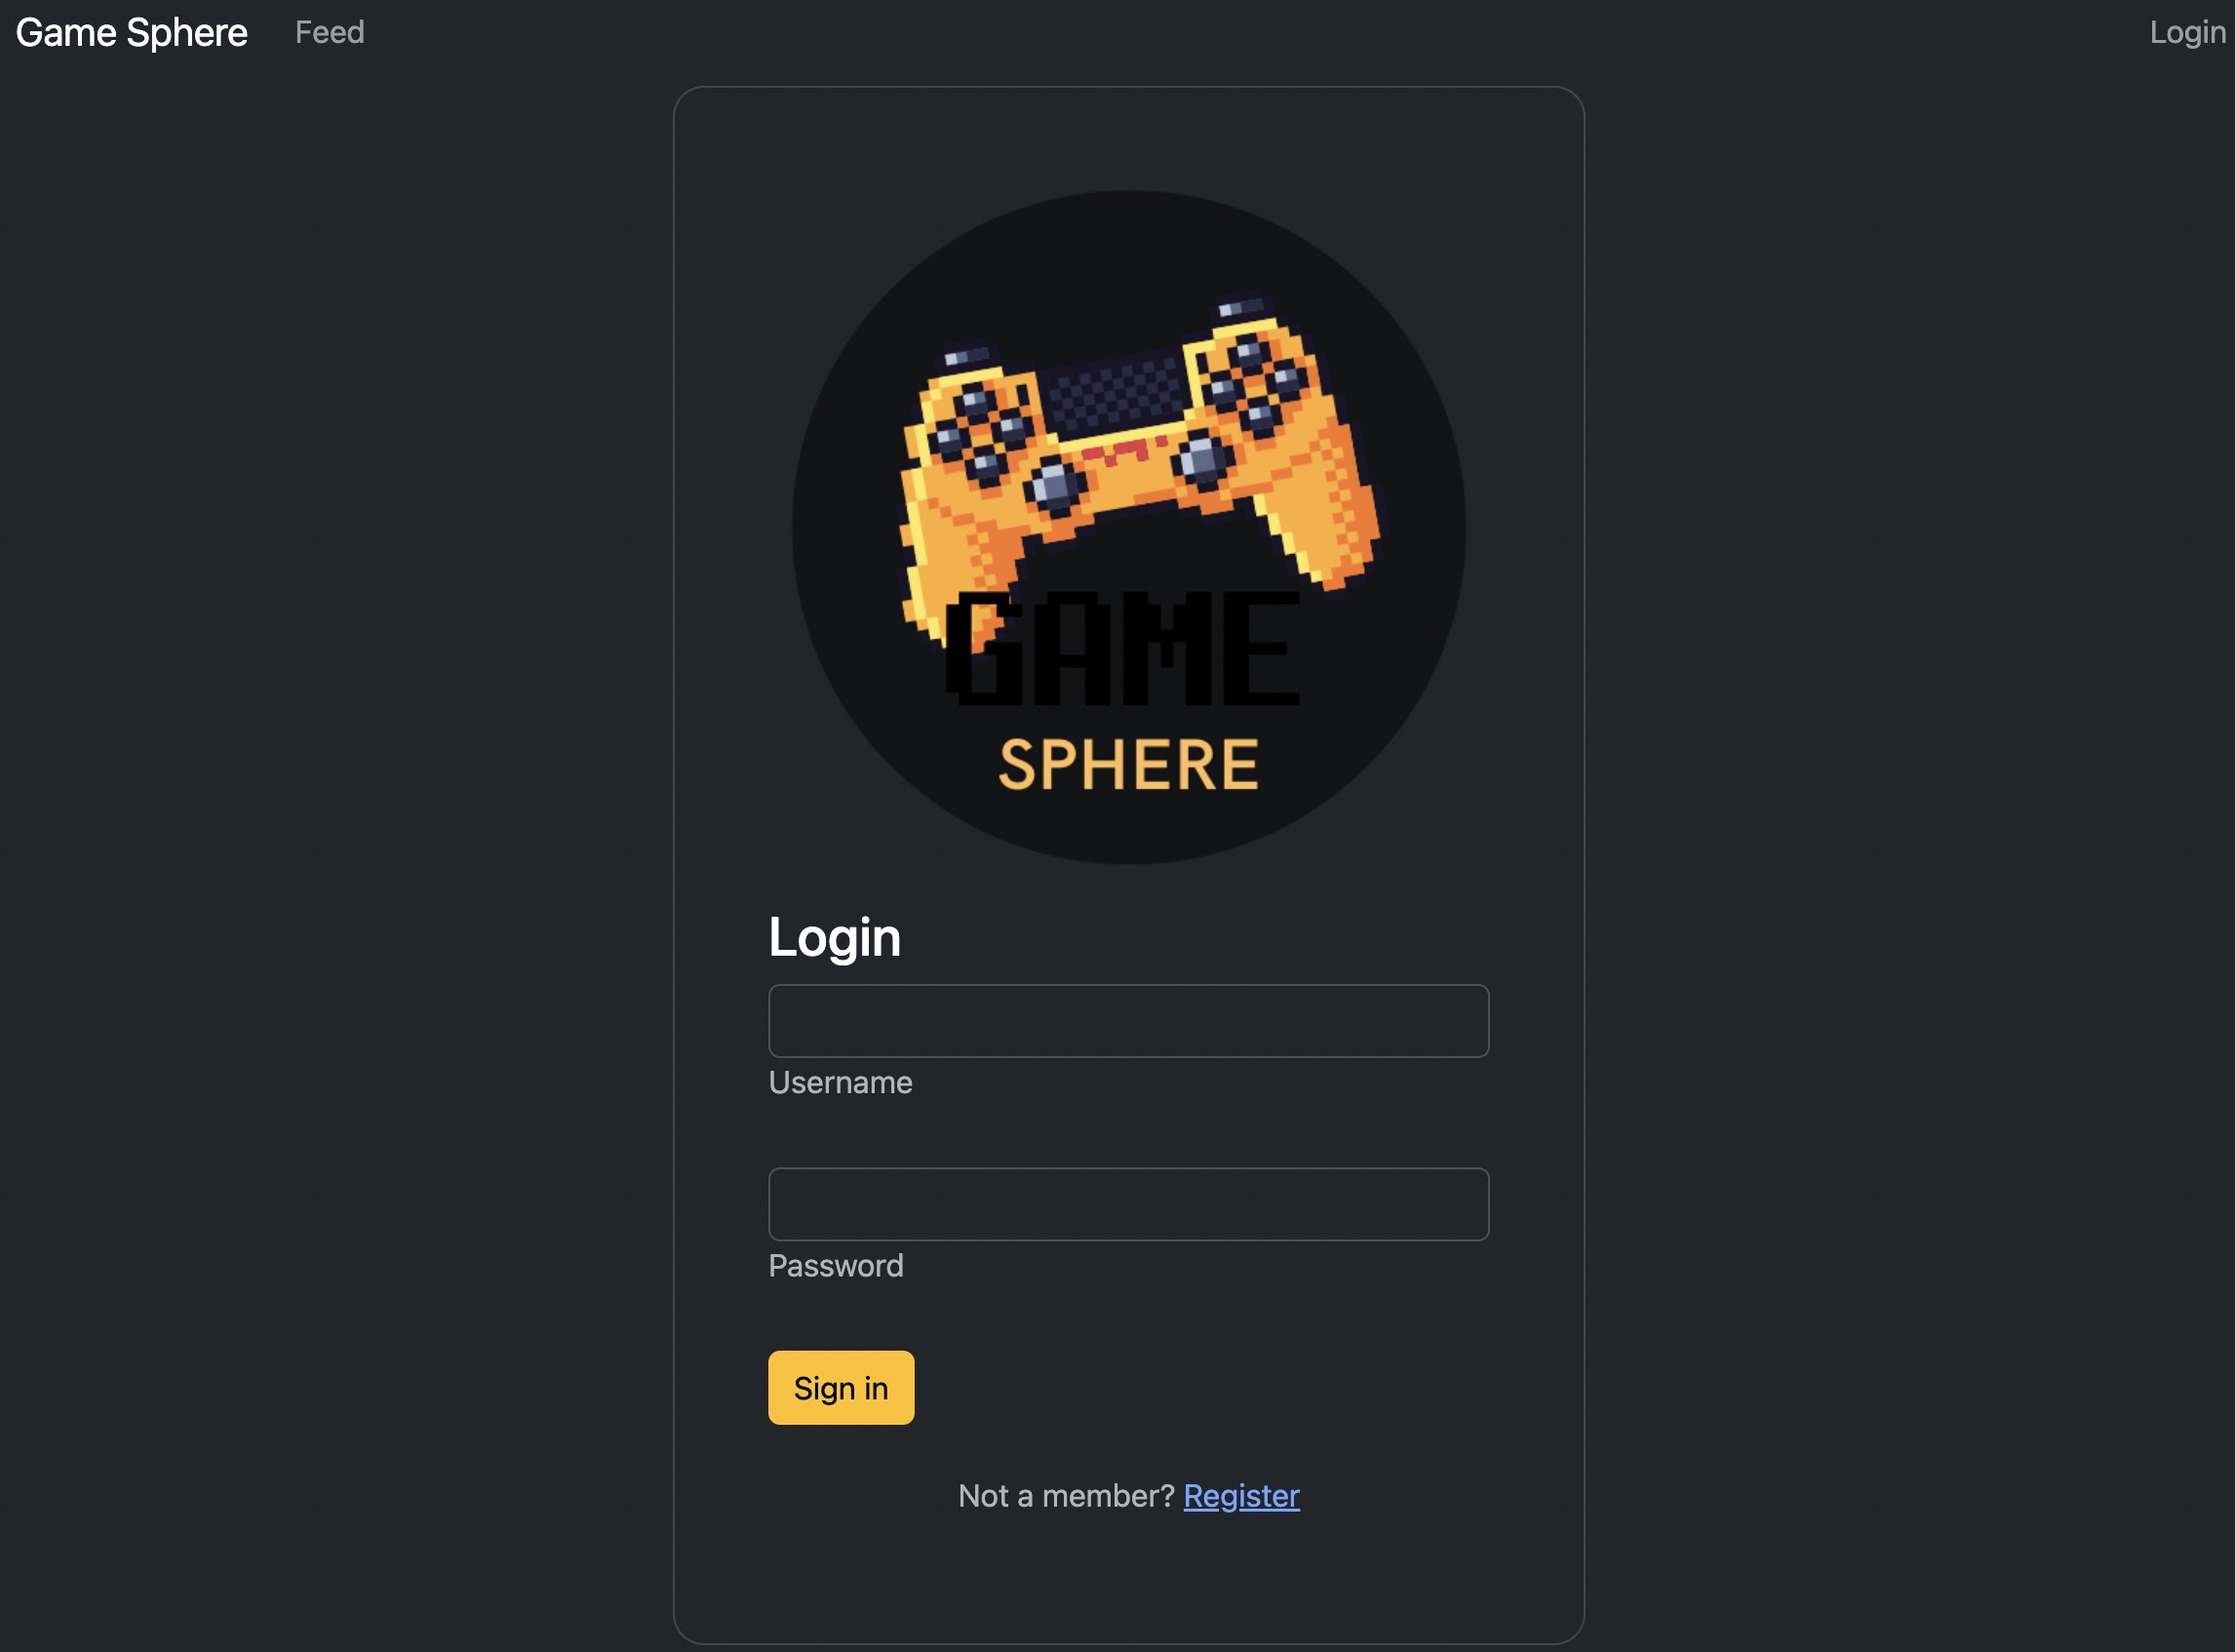 Game Sphere Feed Login
GAME
SPHERE
Login
Username
Password
Sign in
Not a member? Register